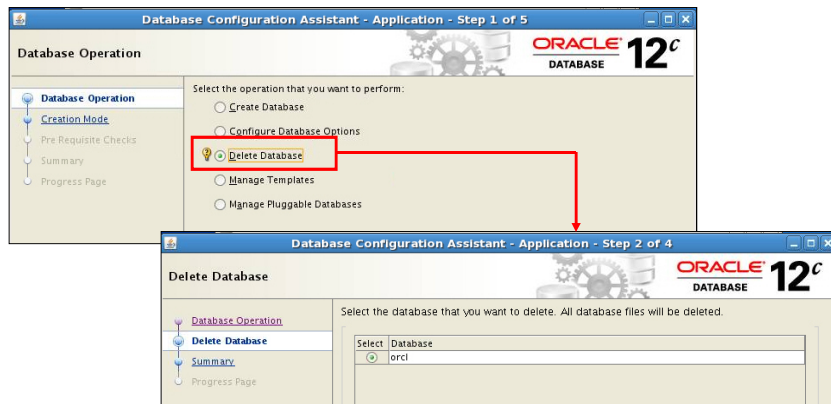 Database Configuration Assistant - Application - Step 1 of 5
Database Operation
ORACLE
DATABASE
12c
Database Operation
Creation Mode
Pre Requisite Checks
Summary
Progress Page
Select the operation that you want to perform:
Create Database
Configure Database Options
Delete Database
Manage Templates
Manage Pluggable Databases
Database Configuration Assistant - Application - Step 2 of 4
Delete Database
ORACLE
DATABASE
12c
Database Operation
Delete Database
Summary
Progress Page
Select the database that you want to delete. All database files will be deleted.
Select Database
orcl